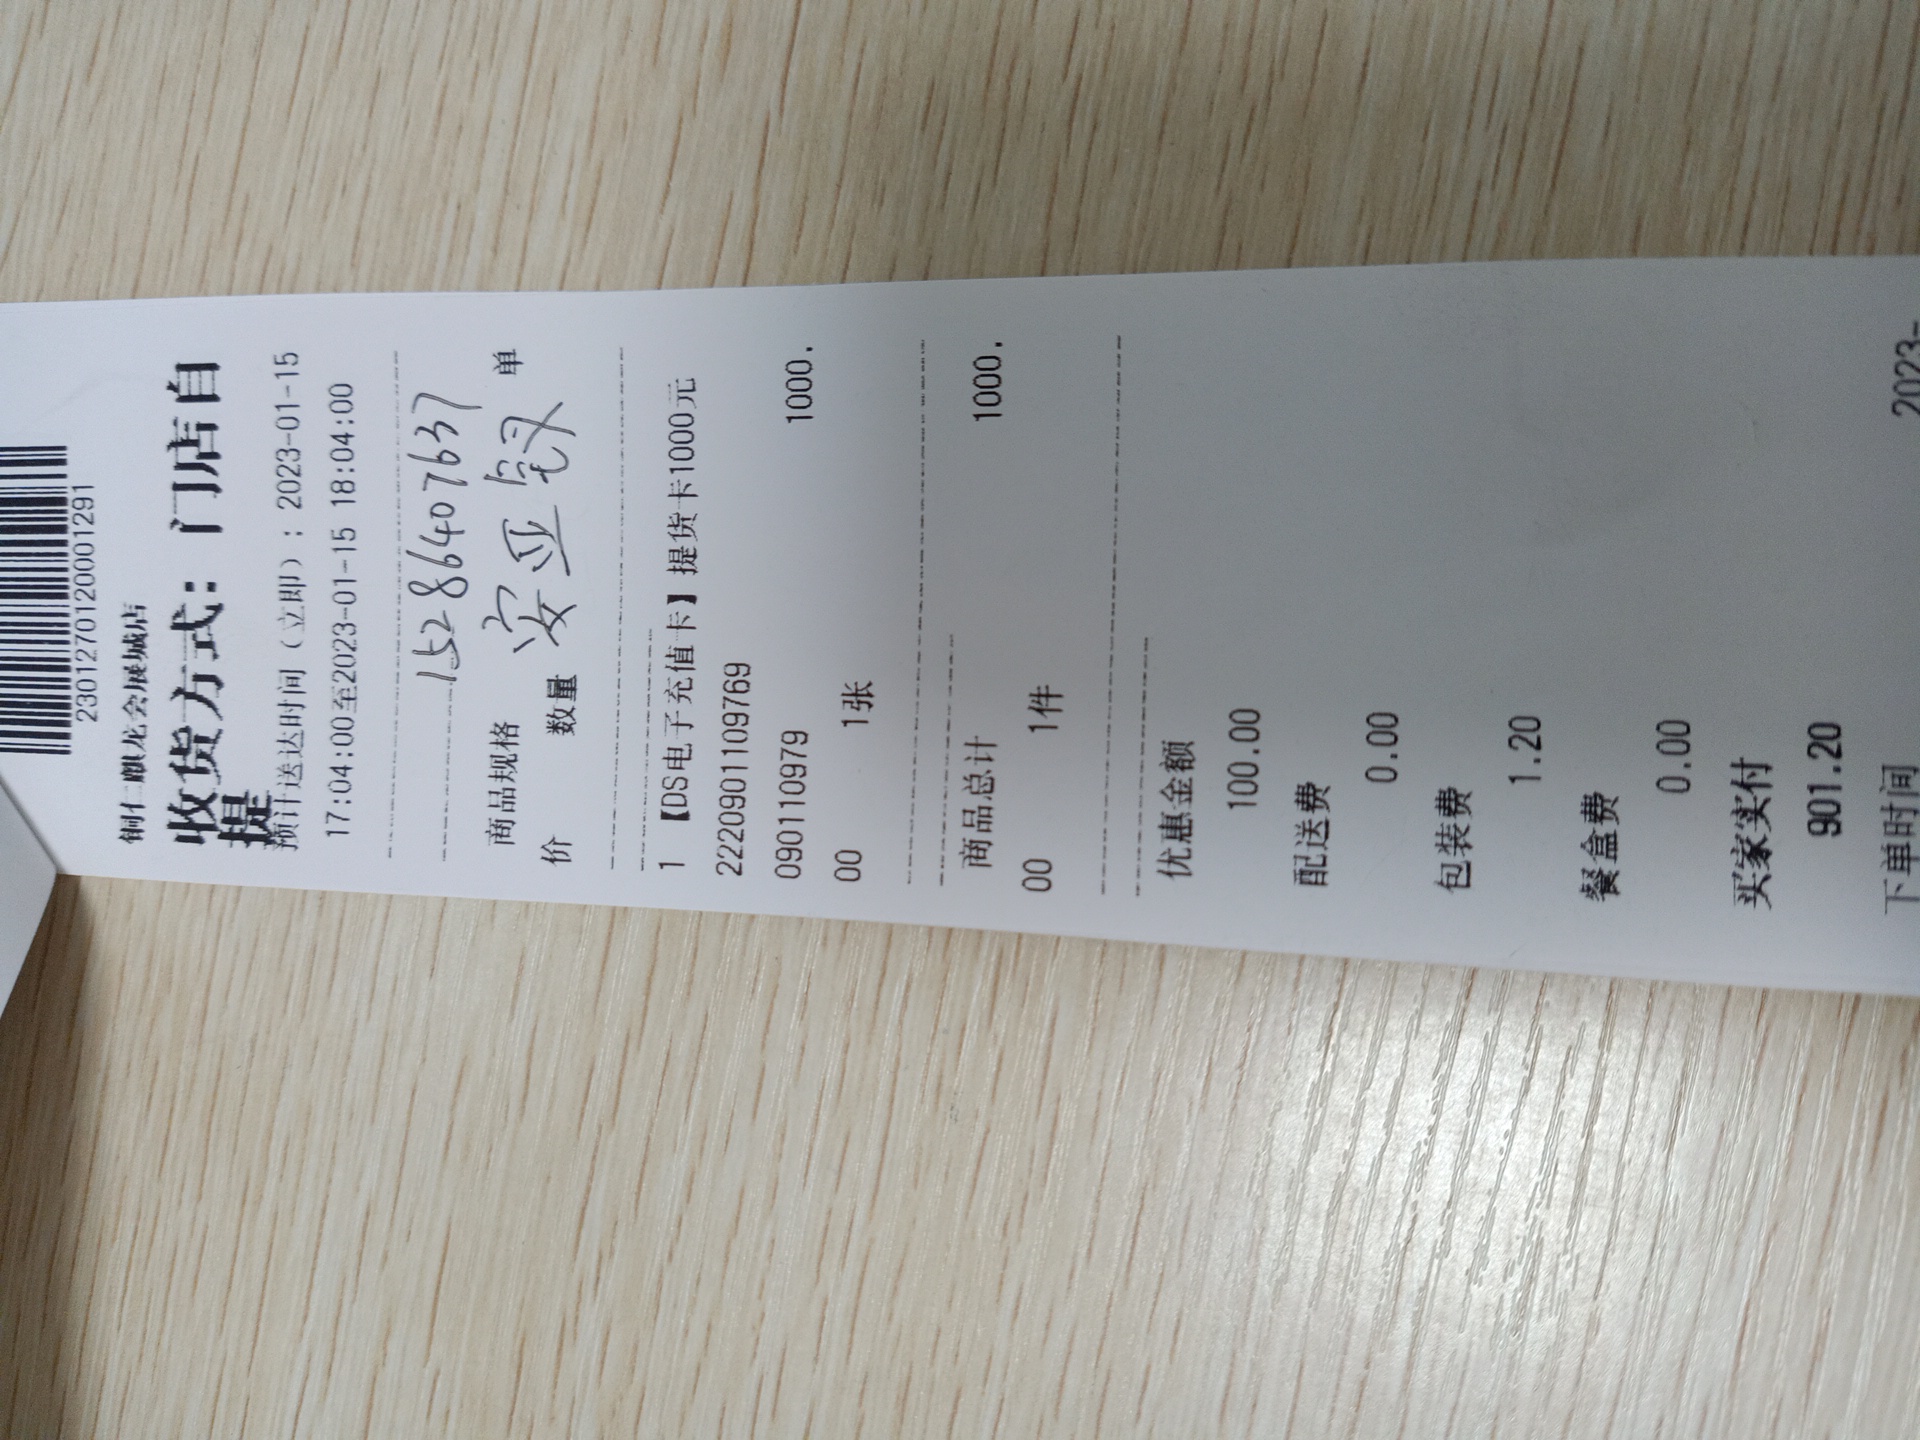 2301270120001291
铜仁麒龙会展城店
收货方式：门店自
提
预计送达时间（立即）：2023-01-15
17:04:00至2023-01-15 18:04:00
15286407637
商品规格 单
安亚
价 数量
1 【DS电子充值卡】提货卡1000元
2220901109769
0901110979 1000.
00 1张
商品总计 1000.
00 1件
优惠金额
100.00
配送费
0.00
包装费
1.20
餐盒费
0.00
买家实付
901.20
下单时间 2023-